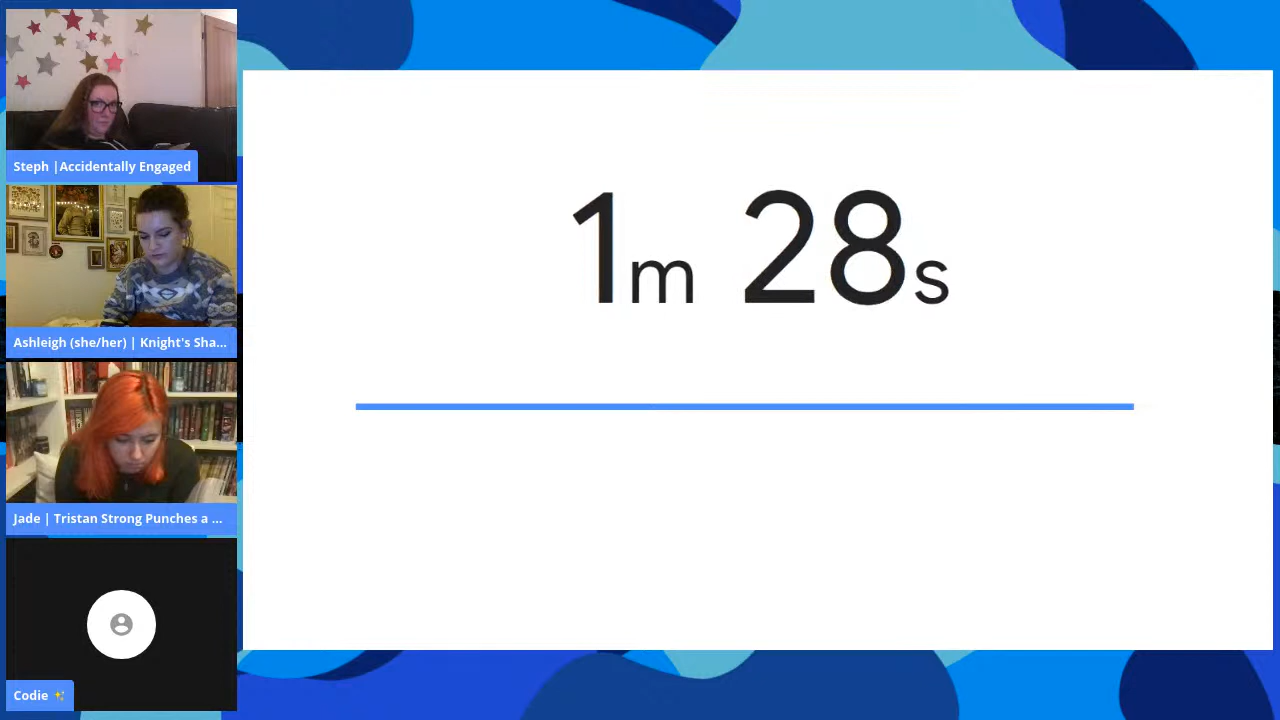 Steph |Accidentally Engaged
Ashleigh (she/her) | Knight's Sha...
Jade | Tristan Strong Punches a ...
Codie ✨
1m 28s